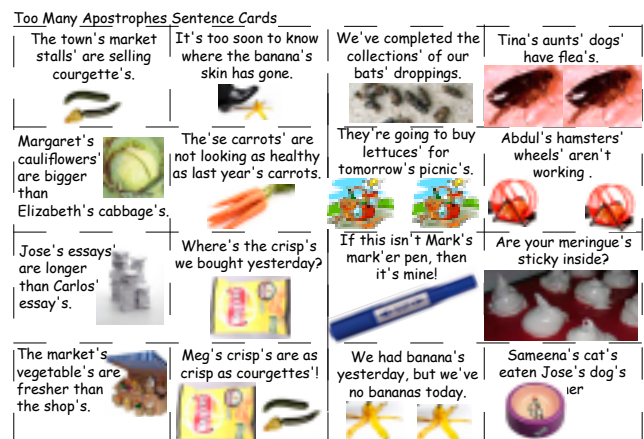 Too Many Apostrophes Sentence Cards
The town's market
stalls' are selling
courgette's.
It's too soon to know
where the banana's
skin has gone.
We've completed the
collections' of our
bats' droppings.
Tina's aunts' dogs'
have flea's.
Margaret's
cauliflowers'
are bigger
than
Elizabeth's cabbage's.
The'se carrots' are
not looking as healthy
as last year's carrots.
They're going to buy
lettuces' for
tomorrow's picnic's.
Abdul's hamsters'
wheels' aren't
working .
Jose's essays'
are longer
than Carlos'
essay's.
Where's the crisp's
we bought yesterday?
If this isn't Mark's
mark'er pen, then
it's mine!
Are your meringue's
sticky inside?
The market's
vegetable's are
fresher than
the shop's.
Meg's crisp's are as
crisp as courgettes'!
We had banana's
yesterday, but we've
no bananas today.
Sameena's cat's
eaten Jose's dog's